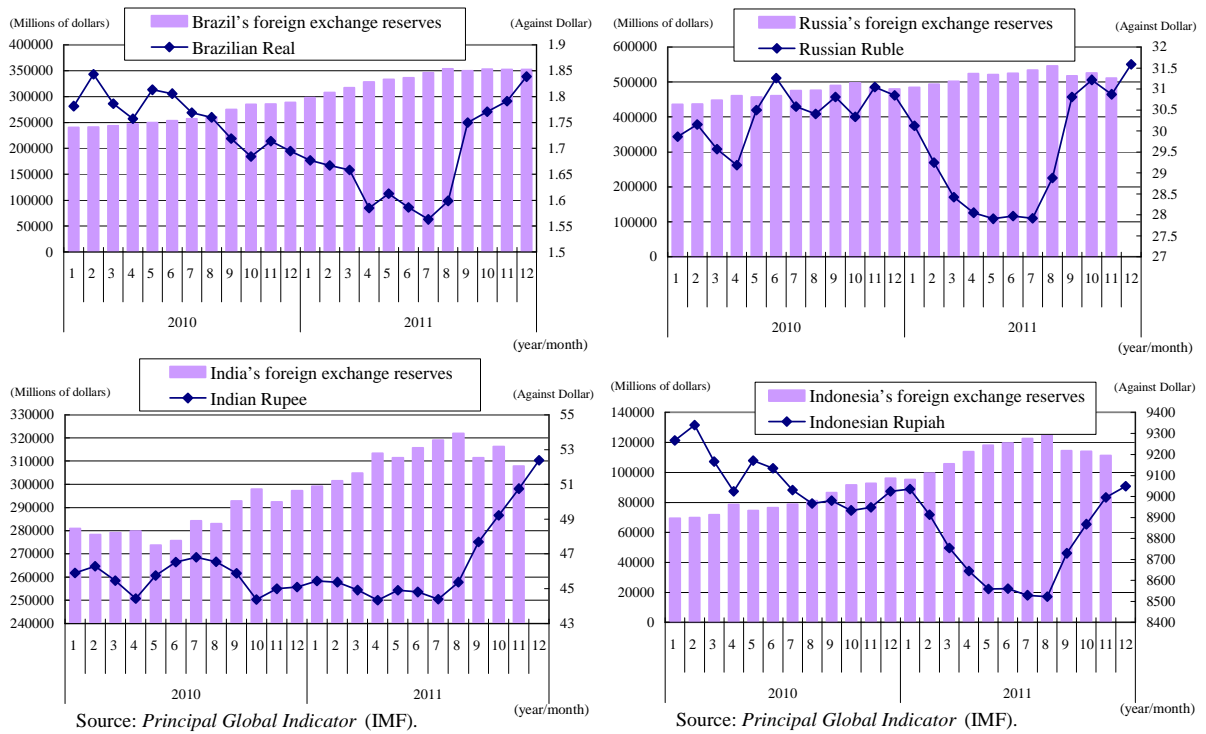 (Millions of dollars)
Brazil's foreign exchange reserves
Brazilian Real
(Against Dollar)
400000
350000
300000
250000
200000
150000
100000
50000
0
1.9
1.85
1.8
1.75
1.7
1.65
1.6
1.55
1.5
1 2 3 4 5 6 7 8 9 10 11 12 1 2 3 4 5 6 7 8 9 10 11 12
2010 2011
(year/month)
(Millions of dollars)
Russia's foreign exchange reserves
Russian Ruble
(Against Dollar)
600000
500000
400000
300000
200000
100000
0
32
31.5
31
30.5
30
29.5
29
28.5
28
27.5
27
1 2 3 4 5 6 7 8 9 10 11 12 1 2 3 4 5 6 7 8 9 10 11 12
2010 2011
(year/month)
(Millions of dollars)
India's foreign exchange reserves
Indian Rupee
(Against Dollar)
330000
320000
310000
300000
290000
280000
270000
260000
250000
240000
55
53
51
49
47
45
43
1 2 3 4 5 6 7 8 9 10 11 12 1 2 3 4 5 6 7 8 9 10 11 12
2010 2011
(year/month)
Source: Principal Global Indicator (IMF).
(Millions of dollars)
Indonesia's foreign exchange reserves
Indonesian Rupiah
(Against Dollar)
140000
120000
100000
80000
60000
40000
20000
0
9400
9300
9200
9100
9000
8900
8800
8700
8600
8500
8400
1 2 3 4 5 6 7 8 9 10 11 12 1 2 3 4 5 6 7 8 9 10 11 12
2010 2011
(year/month)
Source: Principal Global Indicator (IMF).